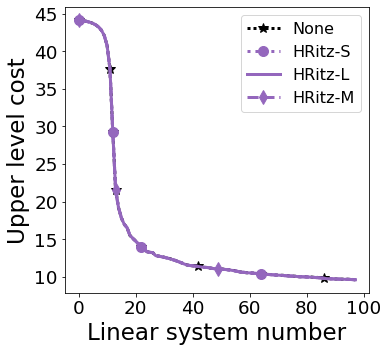 45
40
35
30
25
20
15
10
0 20 40 60 80 100
Upper level cost
Linear system number
None
HRitz-S
HRitz-L
HRitz-M